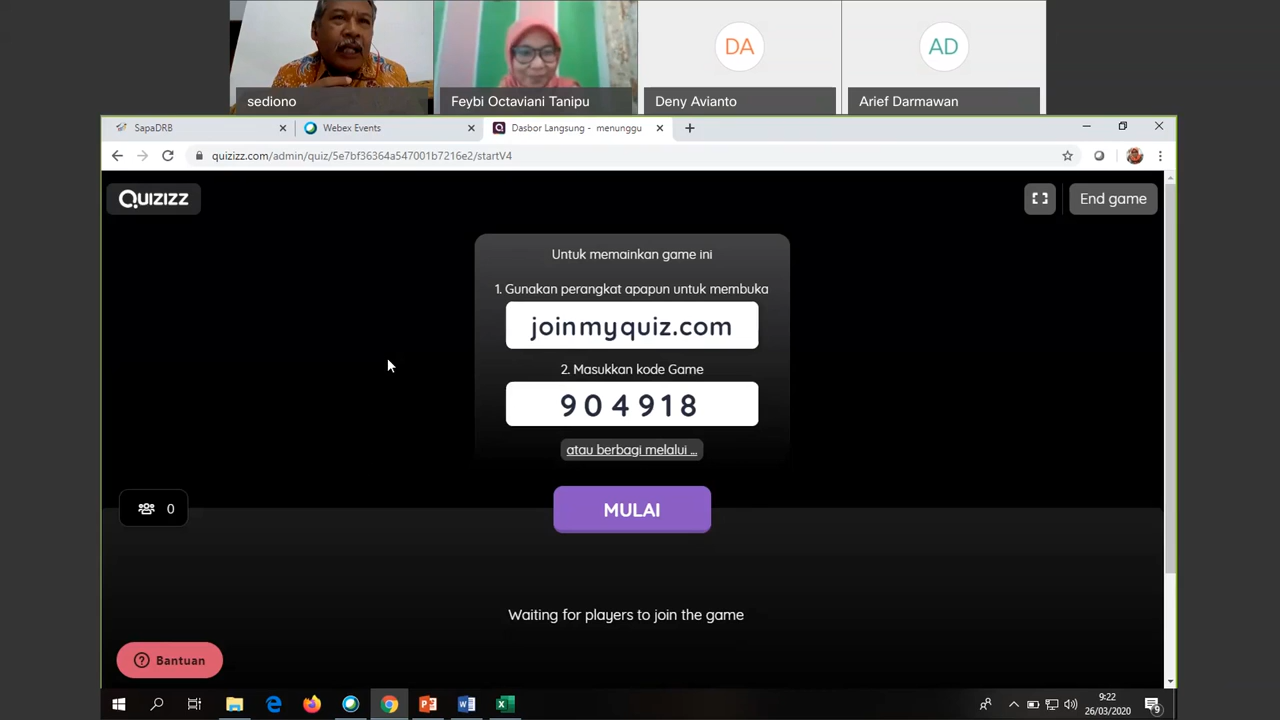 DA
AD
sediono
Feybi Octaviani Tanipu
Deny Avianto
Arief Darmawan
SapaDRB
Webex Events
Dasbor Langsung - menunggu
quizizz.com/admin/quiz/5e7bf36364a547001b7216e2/startV4
QUIZIZZ
End game
Untuk memainkan game ini
1. Gunakan perangkat apapun untuk membuka
joinmyquiz.com
2. Masukkan kode Game
904918
atau berbagi melalui ...
0
MULAI
Waiting for players to join the game
Bantuan
9:22
26/03/2020
9